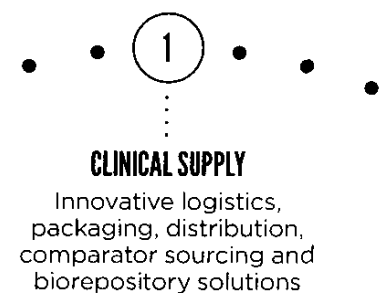 1
CLINICAL SUPPLY
Innovative logistics,
packaging, distribution,
comparator sourcing and
biorepository solutions